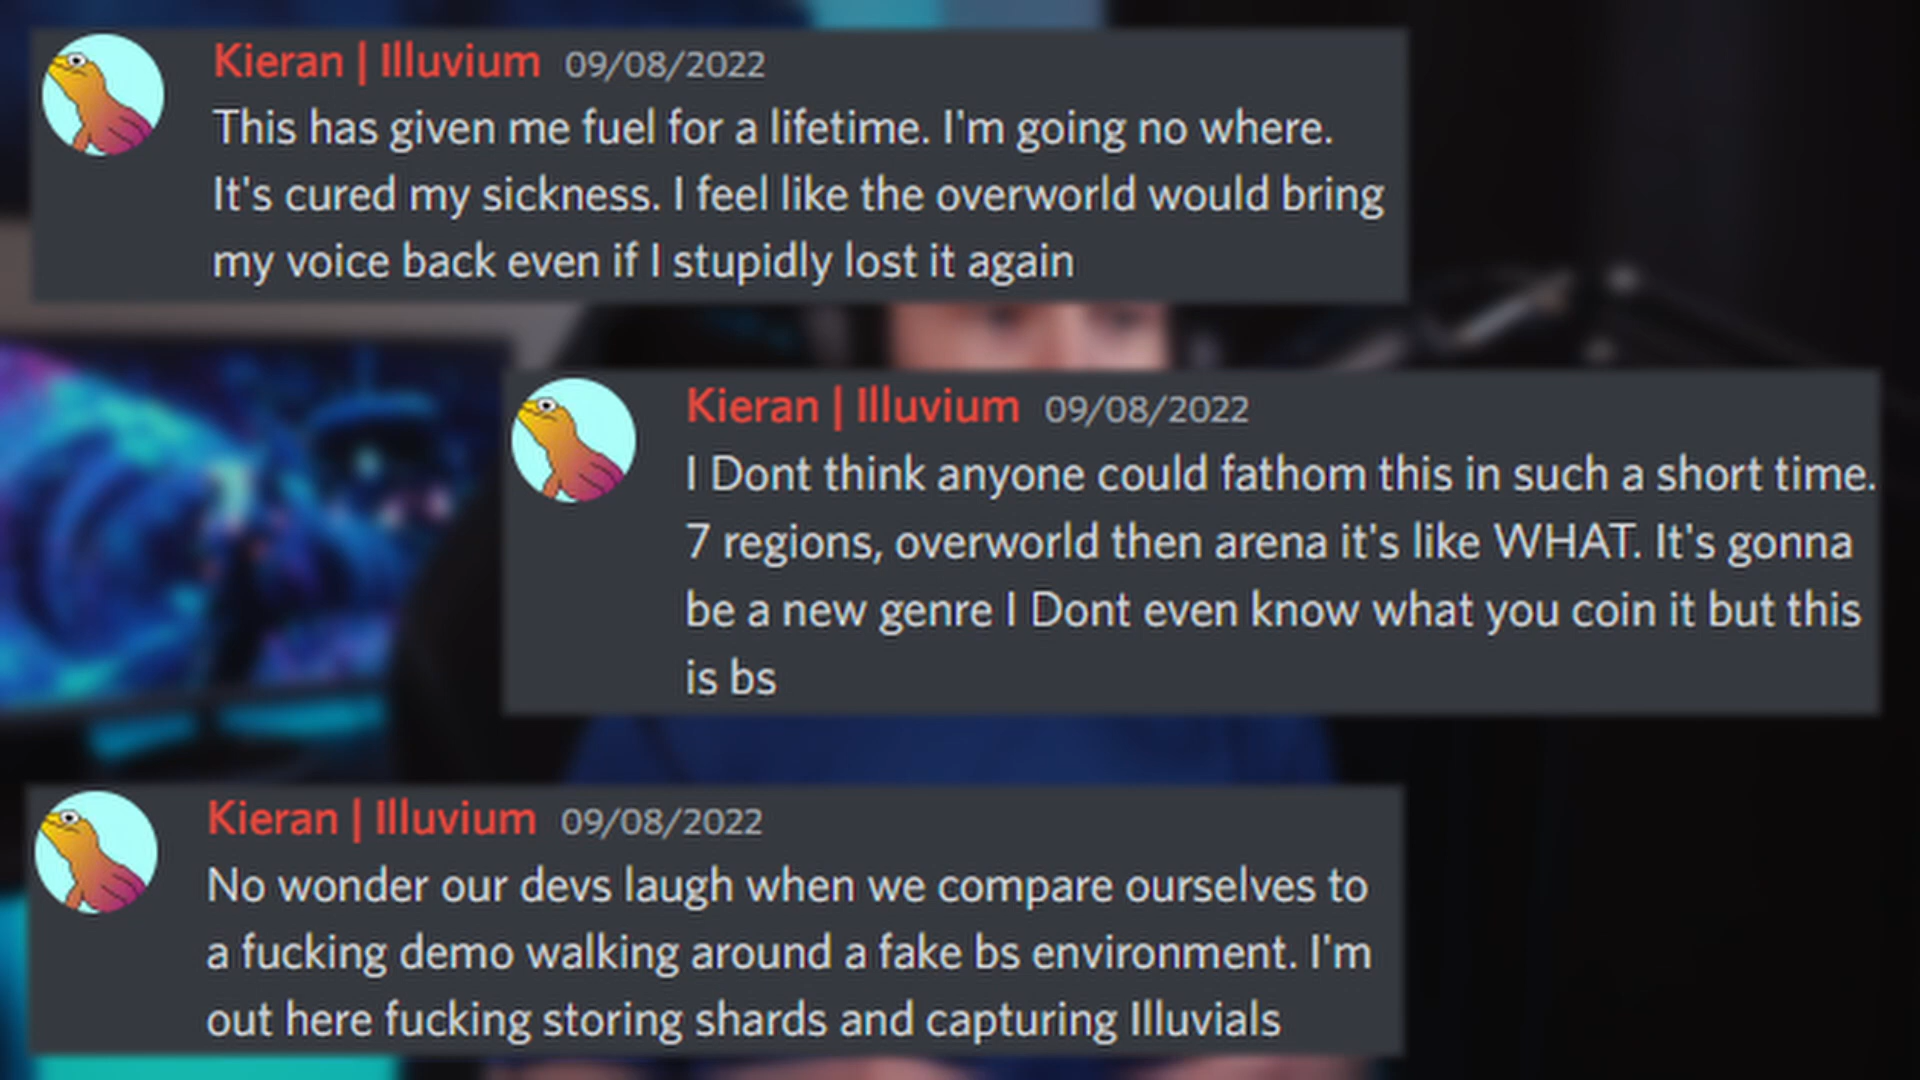 Kieran | Illuvium 09/08/2022
This has given me fuel for a lifetime. I'm going no where.
It's cured my sickness. I feel like the overworld would bring
my voice back even if I stupidly lost it again
Kieran | Illuvium 09/08/2022
I Dont think anyone could fathom this in such a short time.
7 regions, overworld then arena it's like WHAT. It's gonna
be a new genre I Dont even know what you coin it but this
is bs
Kieran | Illuvium 09/08/2022
No wonder our devs laugh when we compare ourselves to
a fucking demo walking around a fake bs environment. I'm
out here fucking storing shards and capturing Illuvials